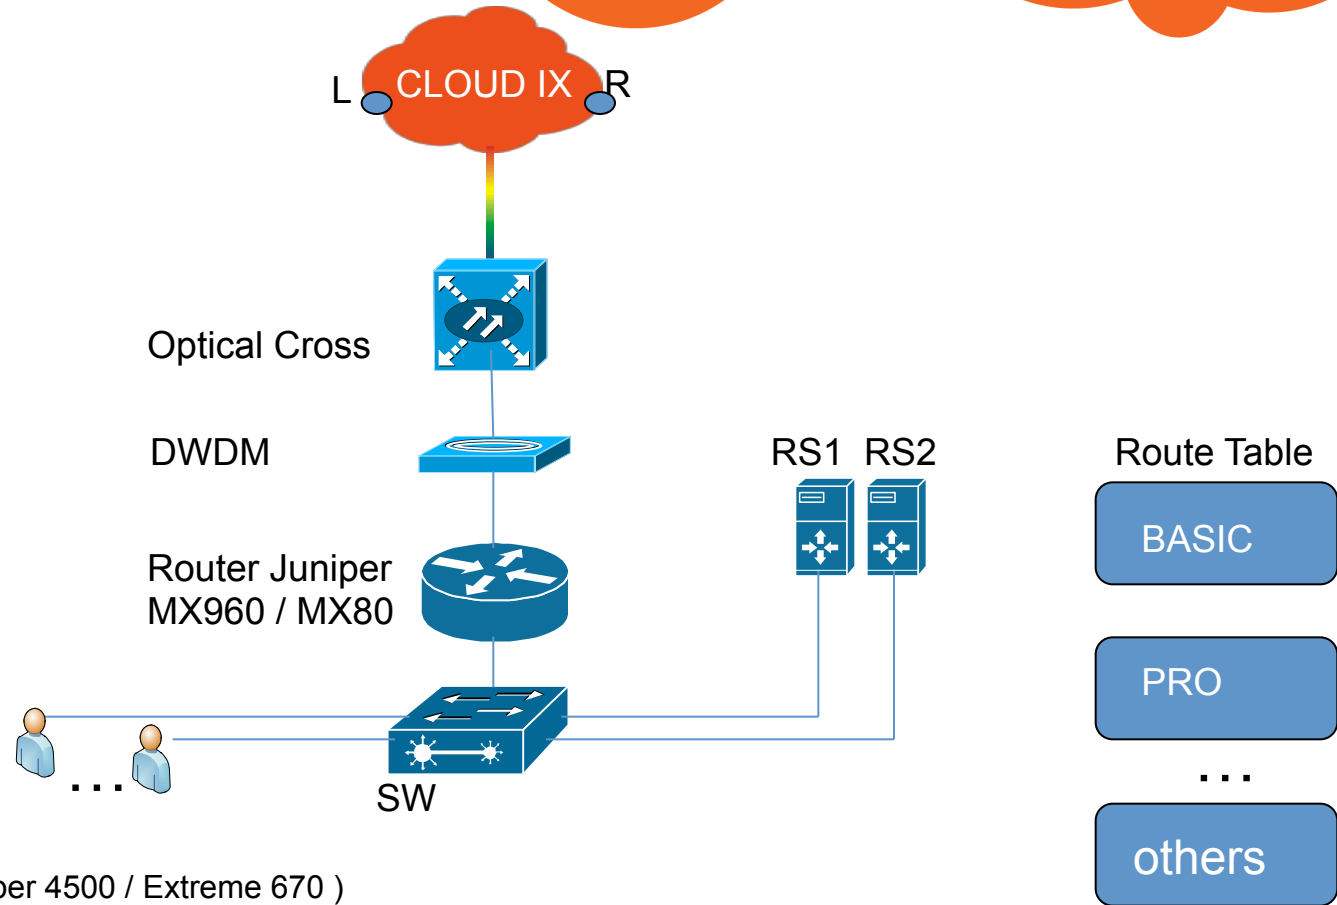 L CLOUD IX R
Optical Cross
DWDM
RS1 RS2
Route Table
BASIC
Router Juniper
MX960 / MX80
PRO
...
...
SW
others
4500 / Extreme 670 )